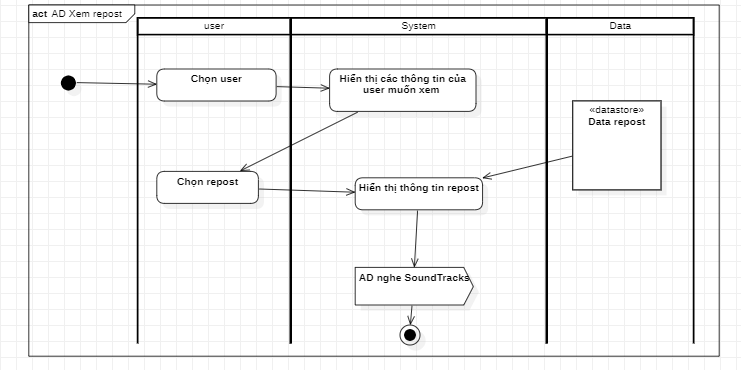 act AD Xem repost
user
System
Data
Chọn user
Hiển thị các thông tin của
user muốn xem
«datastore»
Data repost
Chọn repost
Hiển thị thông tin repost
AD nghe SoundTracks